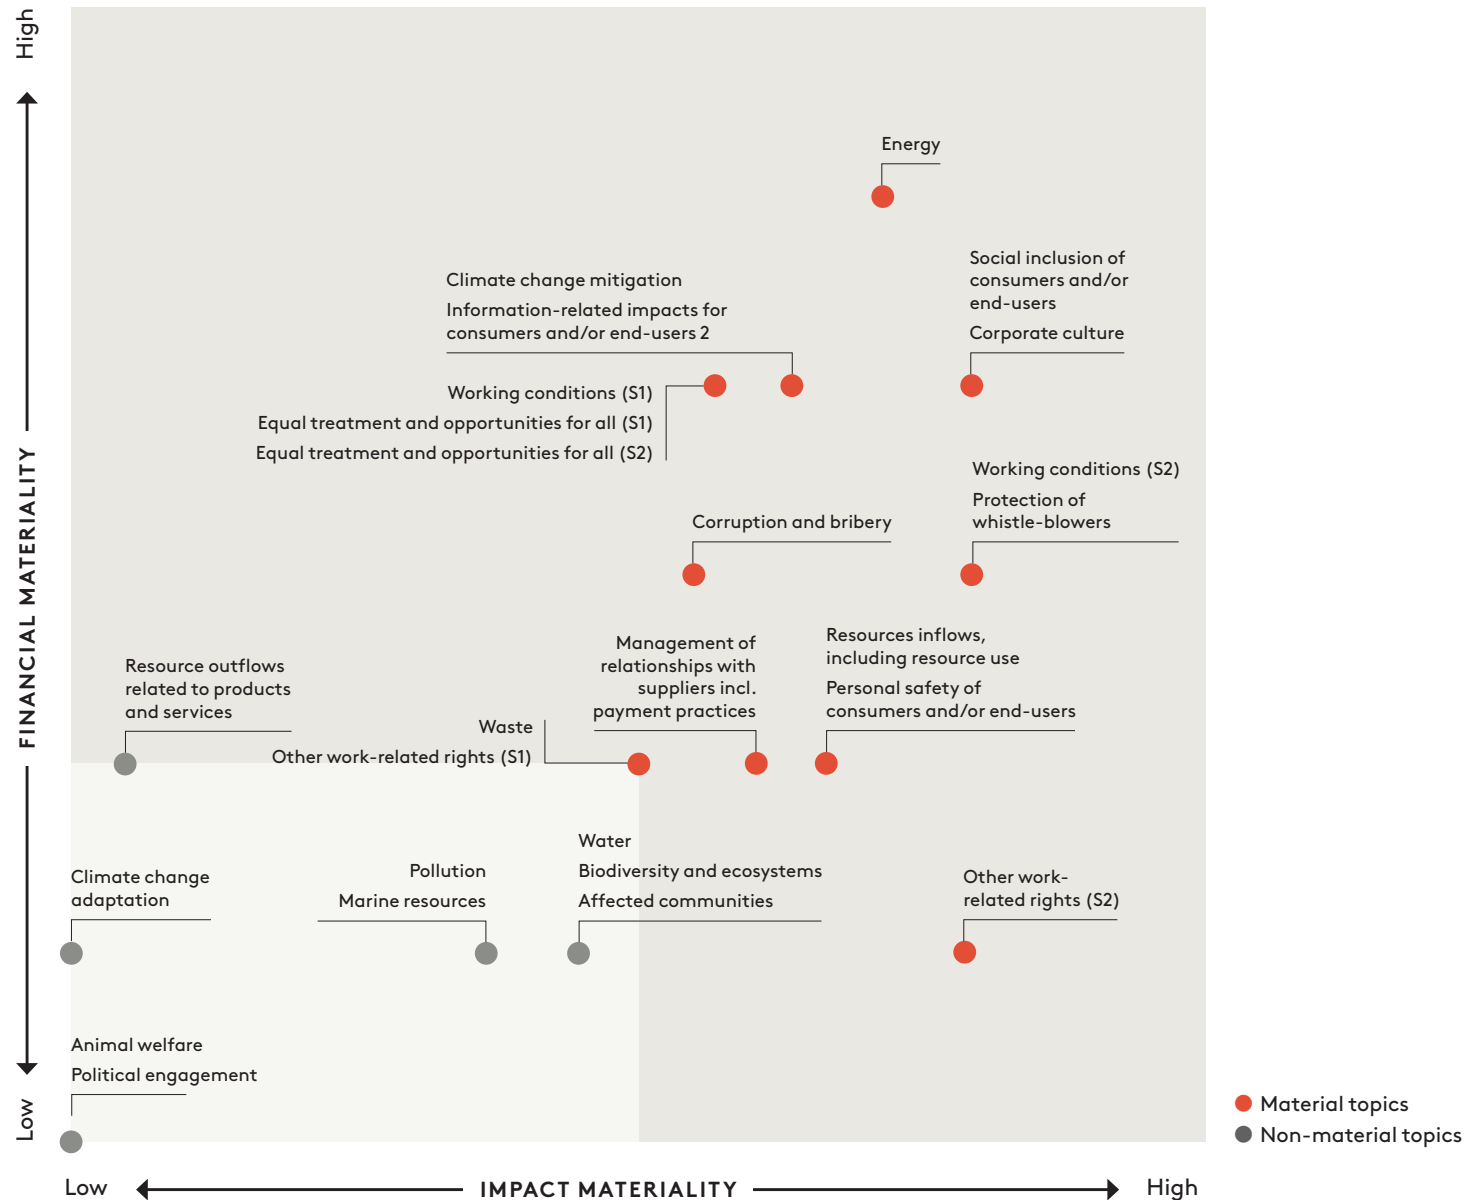 High
FINANCIAL MATERIALITY
Low
Energy
Social inclusion of
consumers and/or
end-users
Corporate culture
Climate change mitigation
Information-related impacts for
consumers and/or end-users 2
Working conditions (S1)
Equal treatment and opportunities for all (S1)
Equal treatment and opportunities for all (S2)
Working conditions (S2)
Protection of
whistle-blowers
Corruption and bribery
Management of
relationships with
suppliers incl.
payment practices
Resources inflows,
including resource use
Personal safety of
consumers and/or end-users
Resource outflows
related to products
and services
Waste
Other work-related rights (S1)
Water
Biodiversity and ecosystems
Affected communities
Pollution
Marine resources
Climate change
adaptation
Other work-
related rights (S2)
Animal welfare
Political engagement
Material topics
Non-material topics
Low
IMPACT MATERIALITY
High